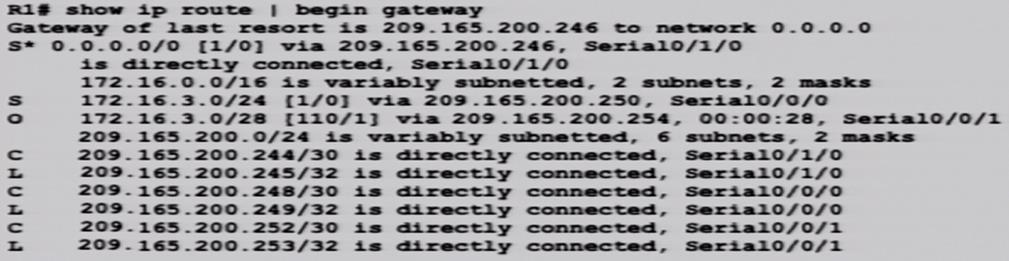 R1# show ip route | begin gateway
Gateway of last resort is 209.165.200.246 to network 0.0.0.0
S* 0.0.0.0/0 [1/0] via 209.165.200.246, Serial0/1/0
is directly connected, Serial0/1/0
172.16.0.0/16 is variably subnetted, 2 subnets, 2 masks
S 172.16.3.0/24 [1/0] via 209.165.200.250, Serial0/0/0
O 172.16.3.0/28 [110/1] via 209.165.200.254, 00:00:28, Serial0/0/1
209.165.200.0/24 is variably subnetted, 6 subnets, 2 masks
C 209.165.200.244/30 is directly connected, Serial0/1/0
L 209.165.200.245/32 is directly connected, Serial0/1/0
C 209.165.200.248/30 is directly connected, Serial0/0/0
L 209.165.200.249/32 is directly connected, Serial0/0/0
C 209.165.200.252/30 is directly connected, Serial0/0/1
L 209.165.200.253/32 is directly connected, Serial0/0/1